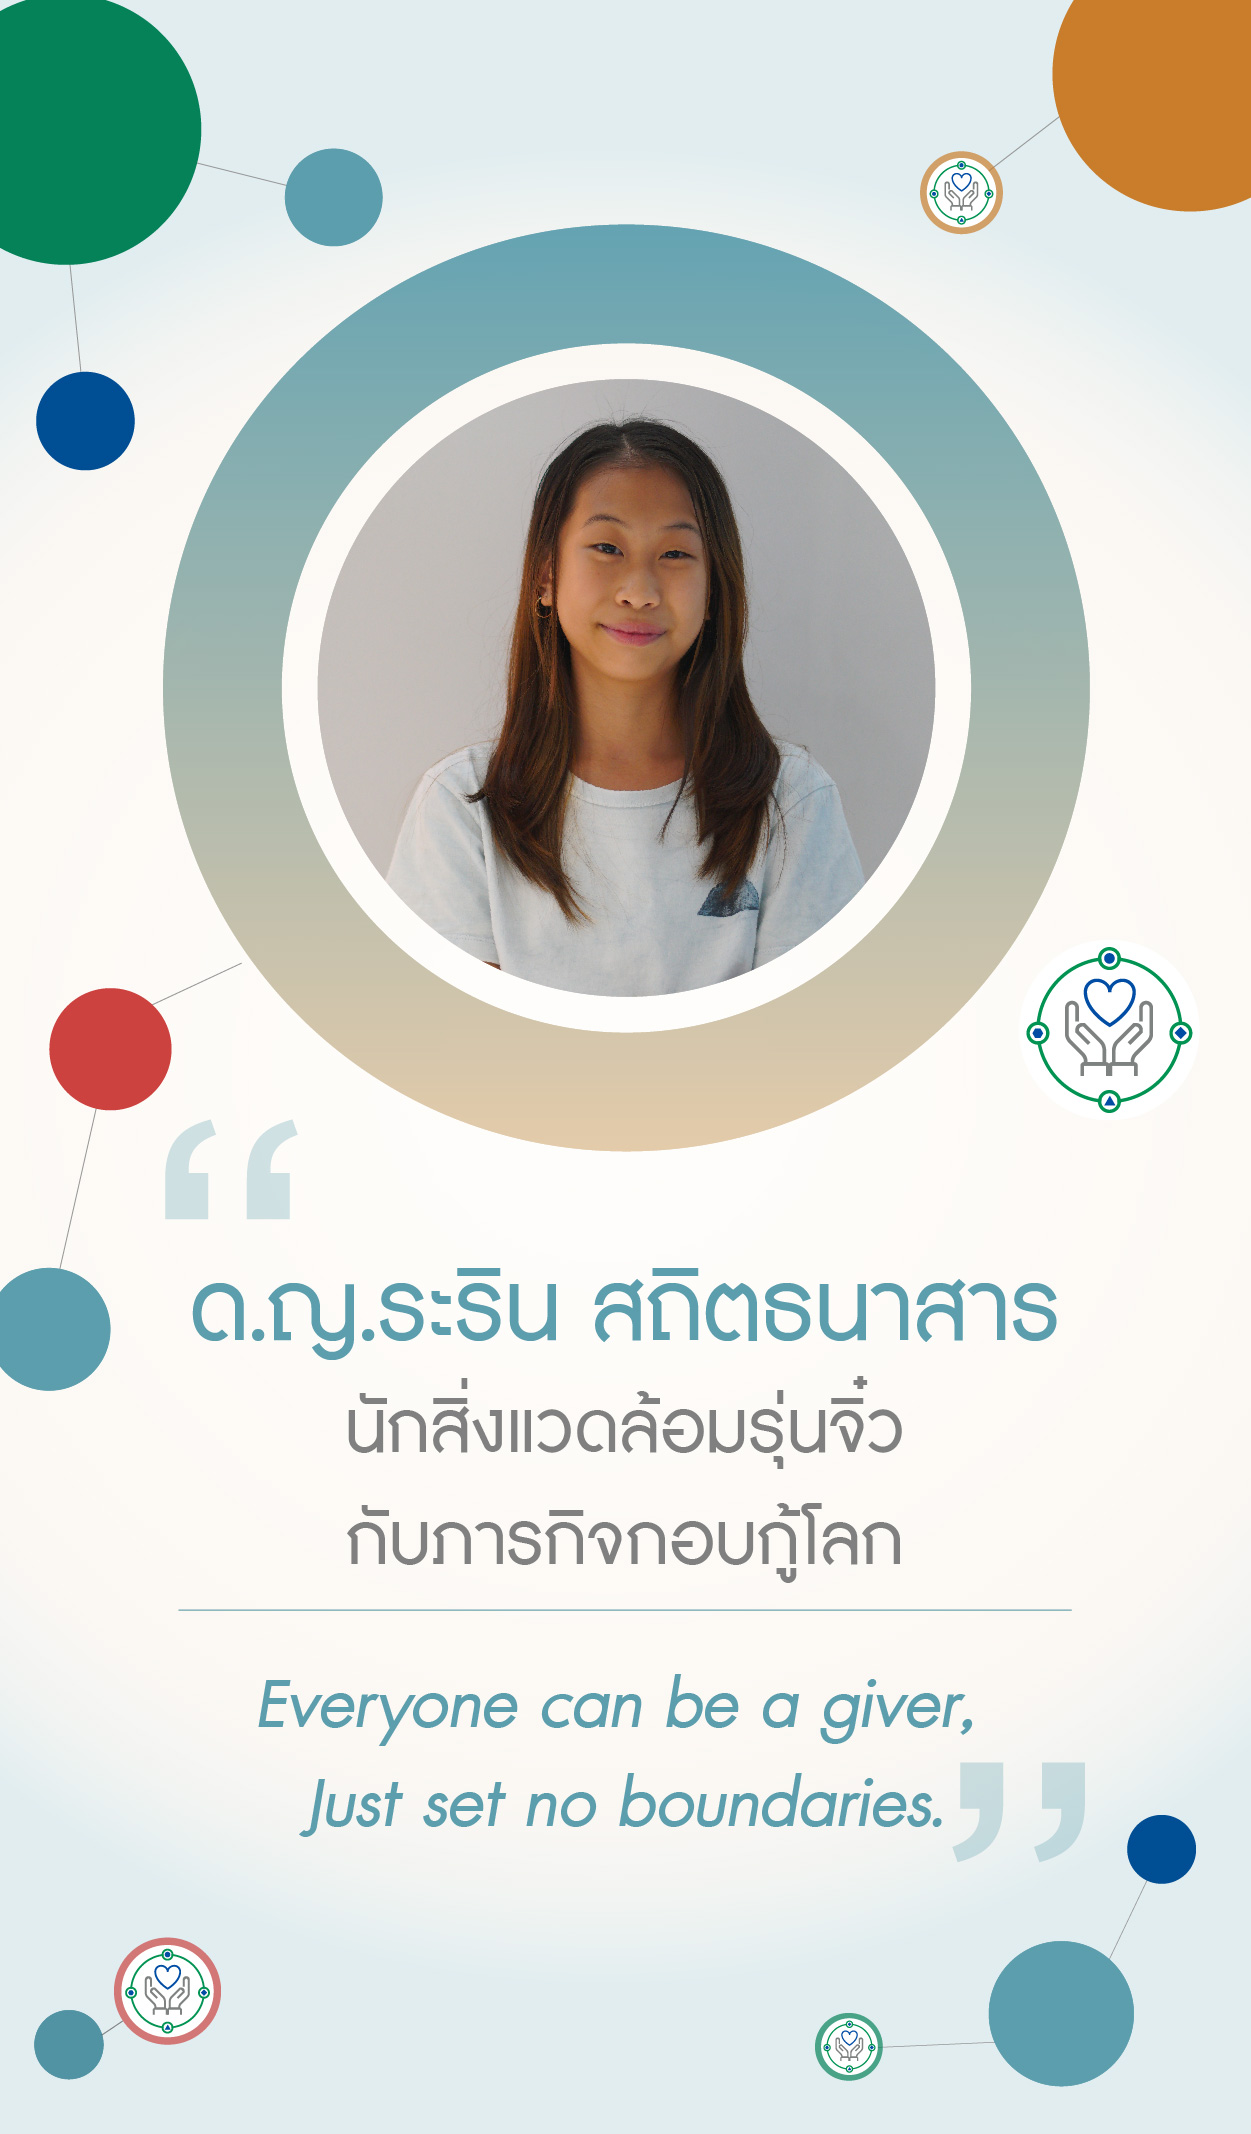 “
ด.ญ.ระริน สถิตธนาสาร
นักสิ่งแวดล้อมรุ่นจิ๋ว
กับภารกิจกอบกู้โลก
Everyone can be a giver,
Just set no boundaries.”